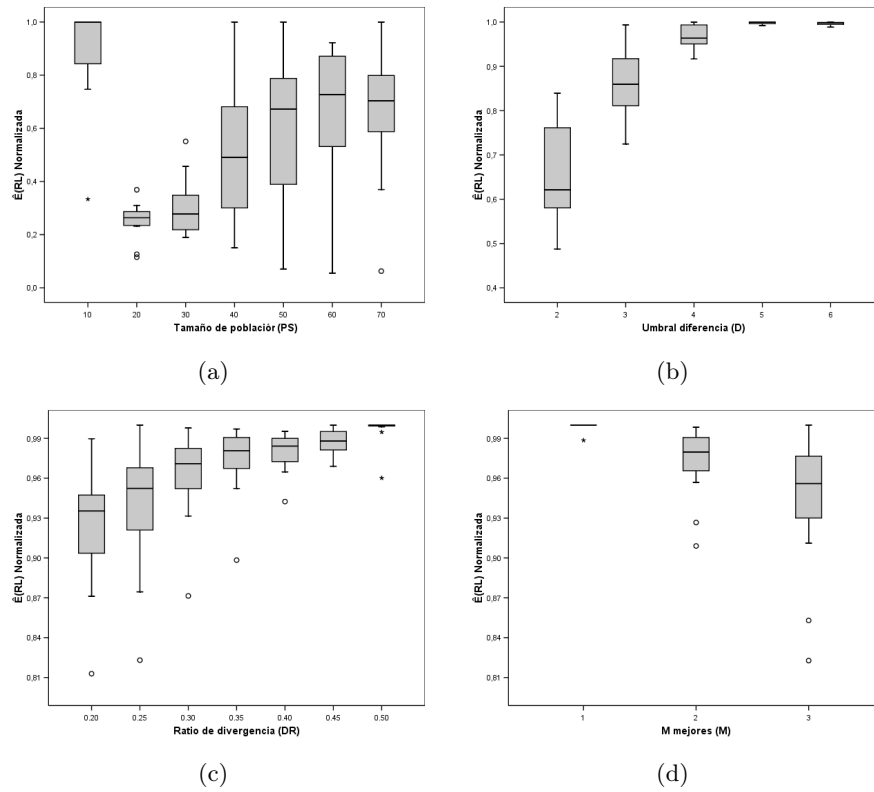 1,0
0,8
0,6
0,4
0,2
0,0
Ê(RL) Normalizada
10 20 30 40 50 60 70
Tamaño de población (PS)
(a)
1,0
0,9
0,8
0,7
0,6
0,5
0,4
Ê(RL) Normalizada
2 3 4 5 6
Umbral diferencia (D)
(b)
0,99
0,96
0,93
0,90
0,87
0,84
0,81
Ê(RL) Normalizada
0.20 0.25 0.30 0.35 0.40 0.45 0.50
Ratio de divergencia (DR)
(c)
0,99
0,96
0,93
0,90
0,87
0,84
0,81
Ê(RL) Normalizada
1 2 3
M mejores (M)
(d)